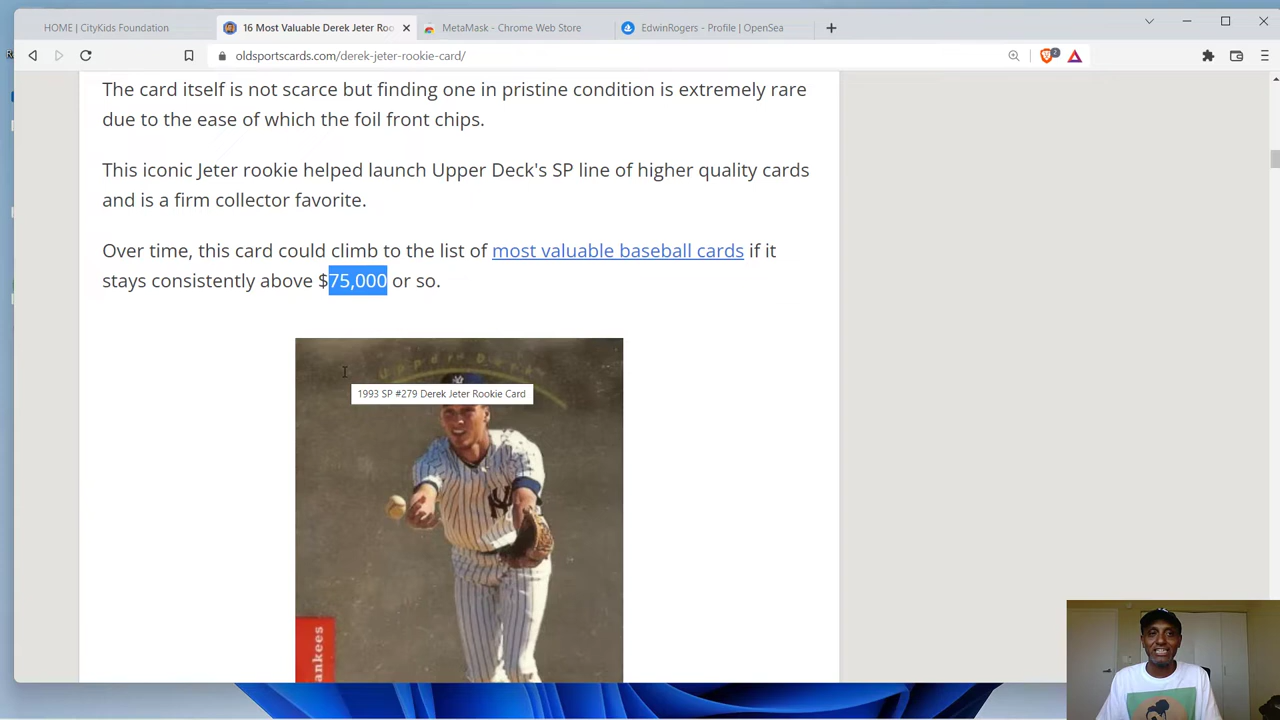 HOME | CityKids Foundation
16 Most Valuable Derek Jeter Roo
MetaMask - Chrome Web Store
EdwinRogers - Profile | OpenSea
oldsportscards.com/derek-jeter-rookie-card/
The card itself is not scarce but finding one in pristine condition is extremely rare
due to the ease of which the foil front chips.
This iconic Jeter rookie helped launch Upper Deck's SP line of higher quality cards
and is a firm collector favorite.
Over time, this card could climb to the list of most valuable baseball cards if it
stays consistently above $75,000 or so.
Upper Deck
1993 SP #279 Derek Jeter Rookie Card
NY
ankees